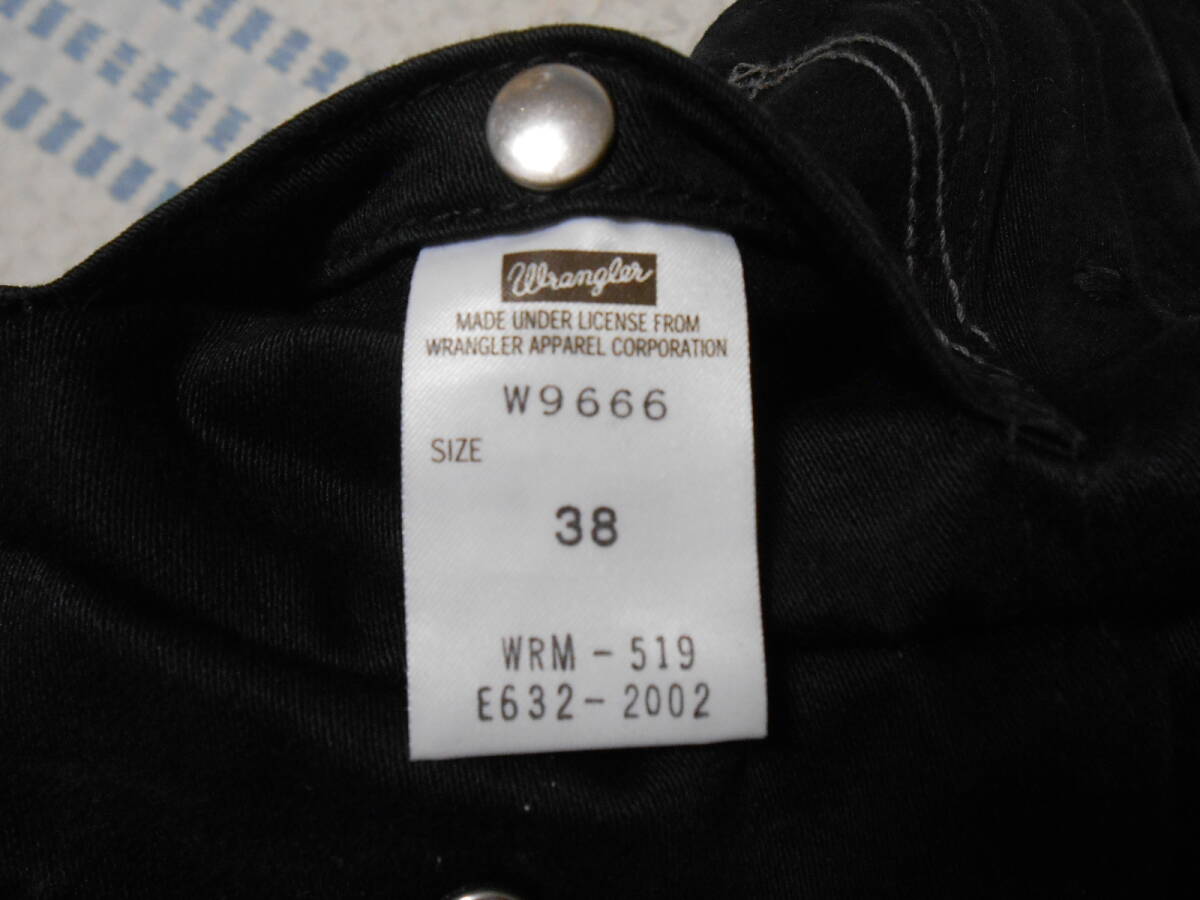 Wrangler
MADE UNDER LICENSE FROM
WRANGLER APPAREL CORPORATION
W9666
SIZE
38
WRM - 519
E632 - 2002